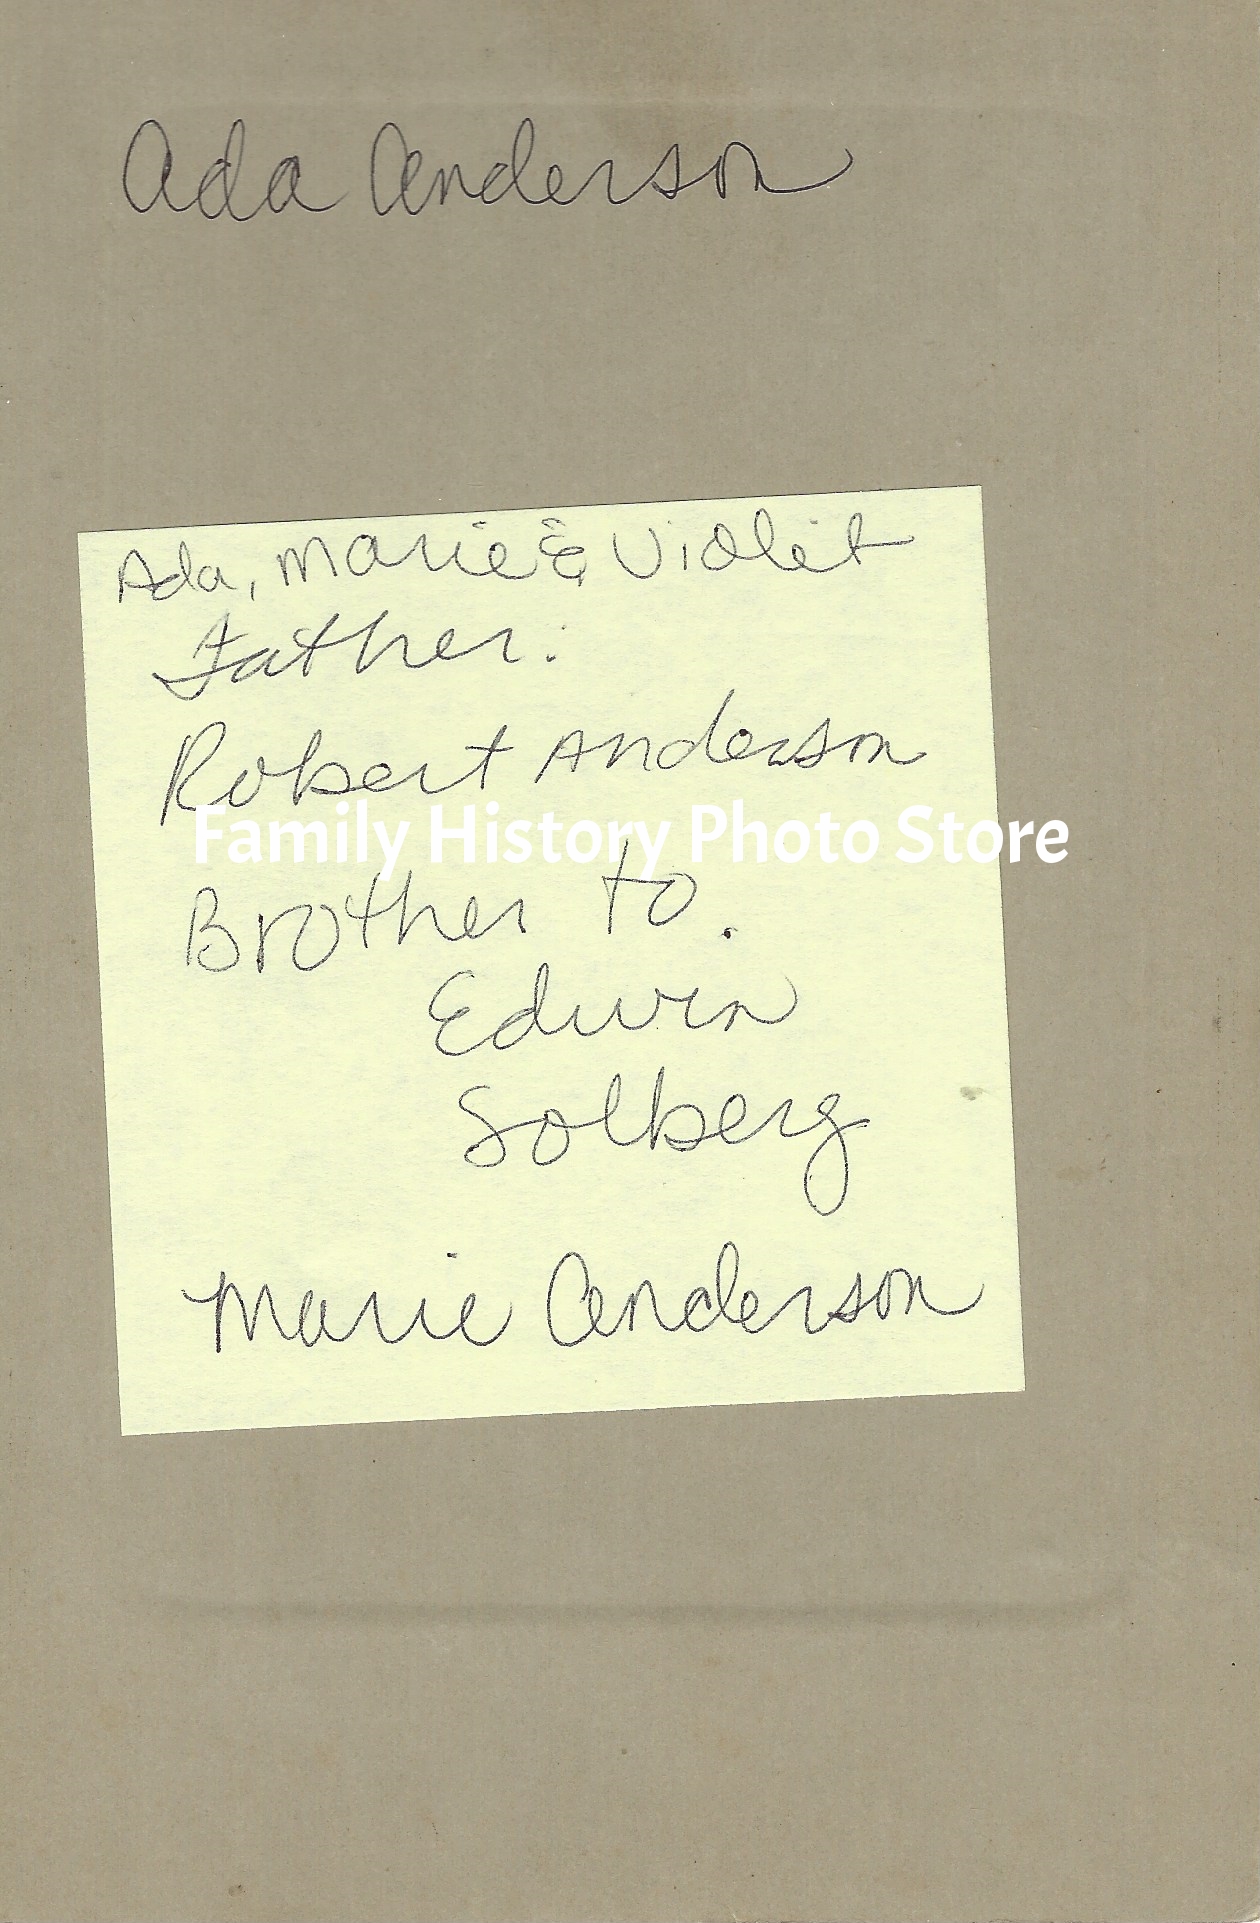 Ada Anderson
Ada, Marie & Violet
Father:
Robert Anderson
Family History Photo Store
Brother to.
Edwin
Solberg
Marie Anderson